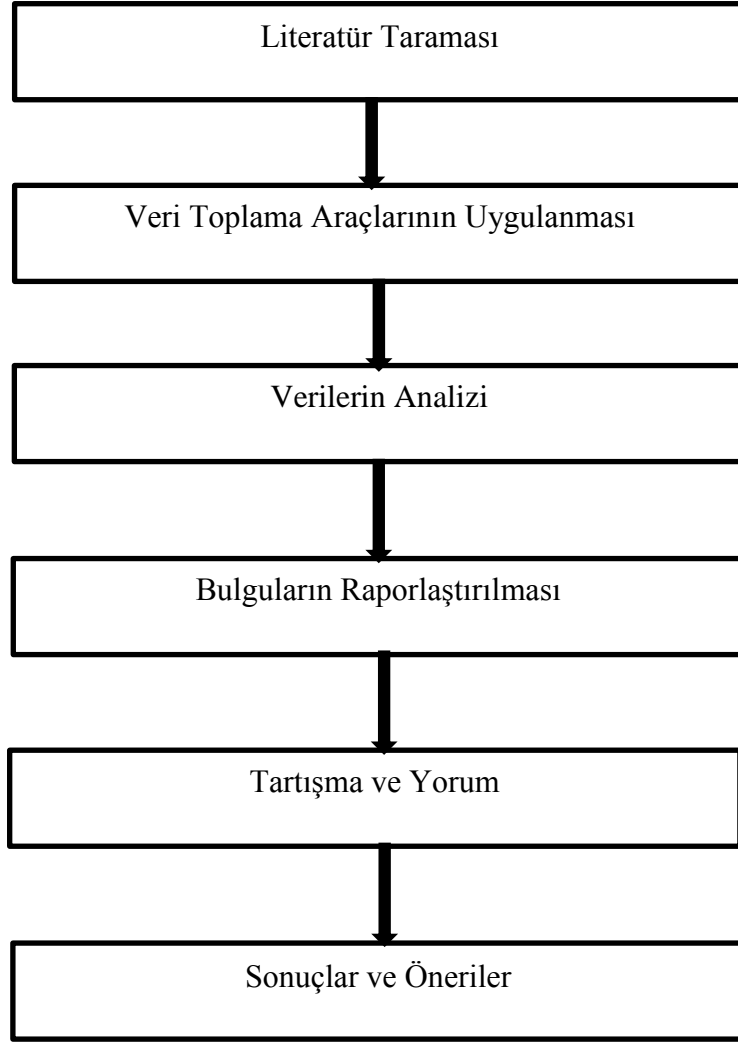 Literatür Taraması
Veri Toplama Araçlarının Uygulanması
Verilerin Analizi
Bulguların Raporlaştırılması
Tartışma ve Yorum
Sonuçlar ve Öneriler